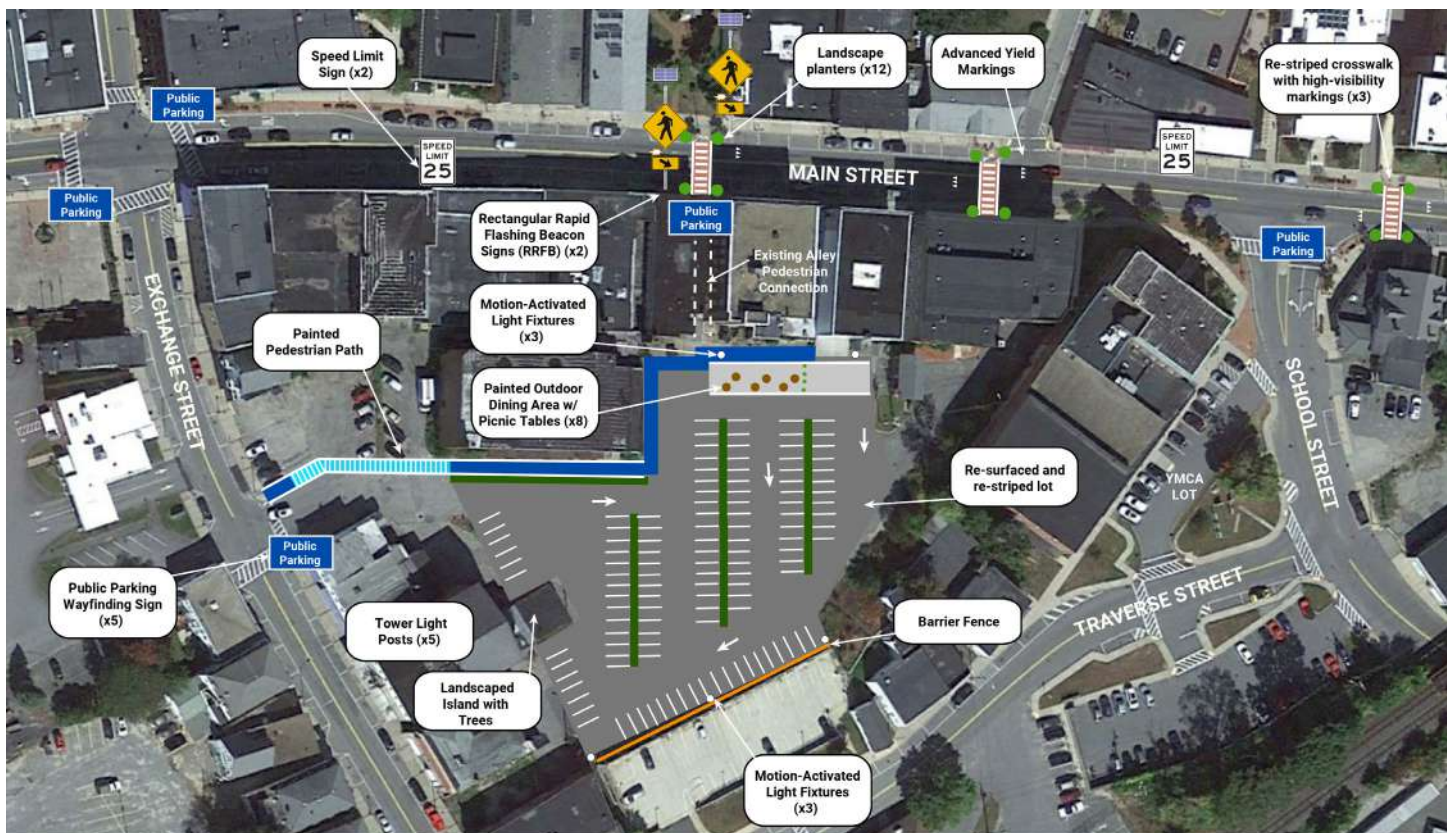 Speed Limit
Sign (x2)
Landscape
planters (x12)
Advanced Yield
Markings
Re-striped crosswalk
with high-visibility
markings (x3)
Public
Parking
SPEED
LIMIT
25
SPEED
LIMIT
25
MAIN STREET
Public
Parking
Public
Parking
Public
Parking
Rectangular Rapid
Flashing Beacon
Signs (RRFB) (x2)
Existing Alley
Pedestrian
Connection
EXCHANGE STREET
Motion-Activated
Light Fixtures
(x3)
Painted
Pedestrian Path
Painted Outdoor
Dining Area w/
Picnic Tables (x8)
SCHOOL STREET
Re-surfaced and
re-striped lot
YMCA
LOT
Public
Parking
Public Parking
Wayfinding Sign
(x5)
Tower Light
Posts (x5)
Barrier Fence
TRAVERSE STREET
Landscaped
Island with
Trees
Motion-Activated
Light Fixtures
(x3)